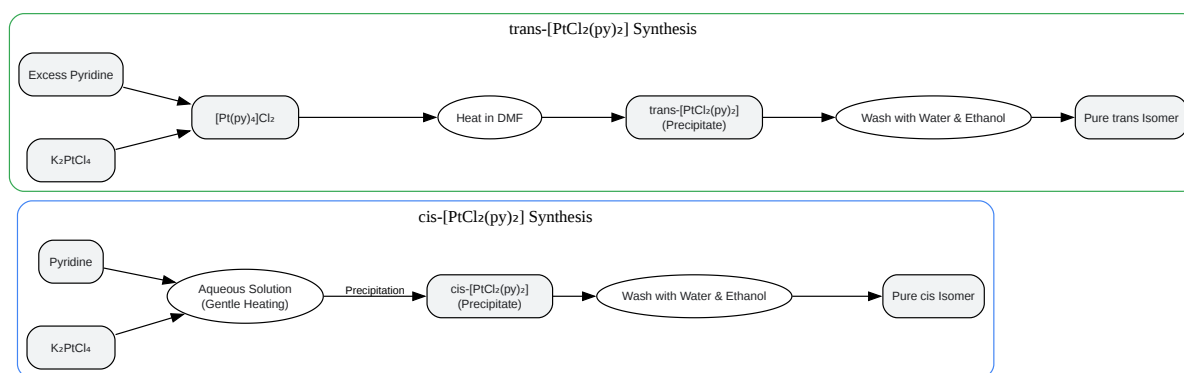 trans-[PtCl₂(py)₂] Synthesis
Excess Pyridine
K₂PtCl₄
[Pt(py)₄]Cl₂
Heat in DMF
trans-[PtCl₂(py)₂]
(Precipitate)
Wash with Water & Ethanol
Pure trans Isomer
cis-[PtCl₂(py)₂] Synthesis
Pyridine
K₂PtCl₄
Aqueous Solution
(Gentle Heating)
Precipitation
cis-[PtCl₂(py)₂]
(Precipitate)
Wash with Water & Ethanol
Pure cis Isomer